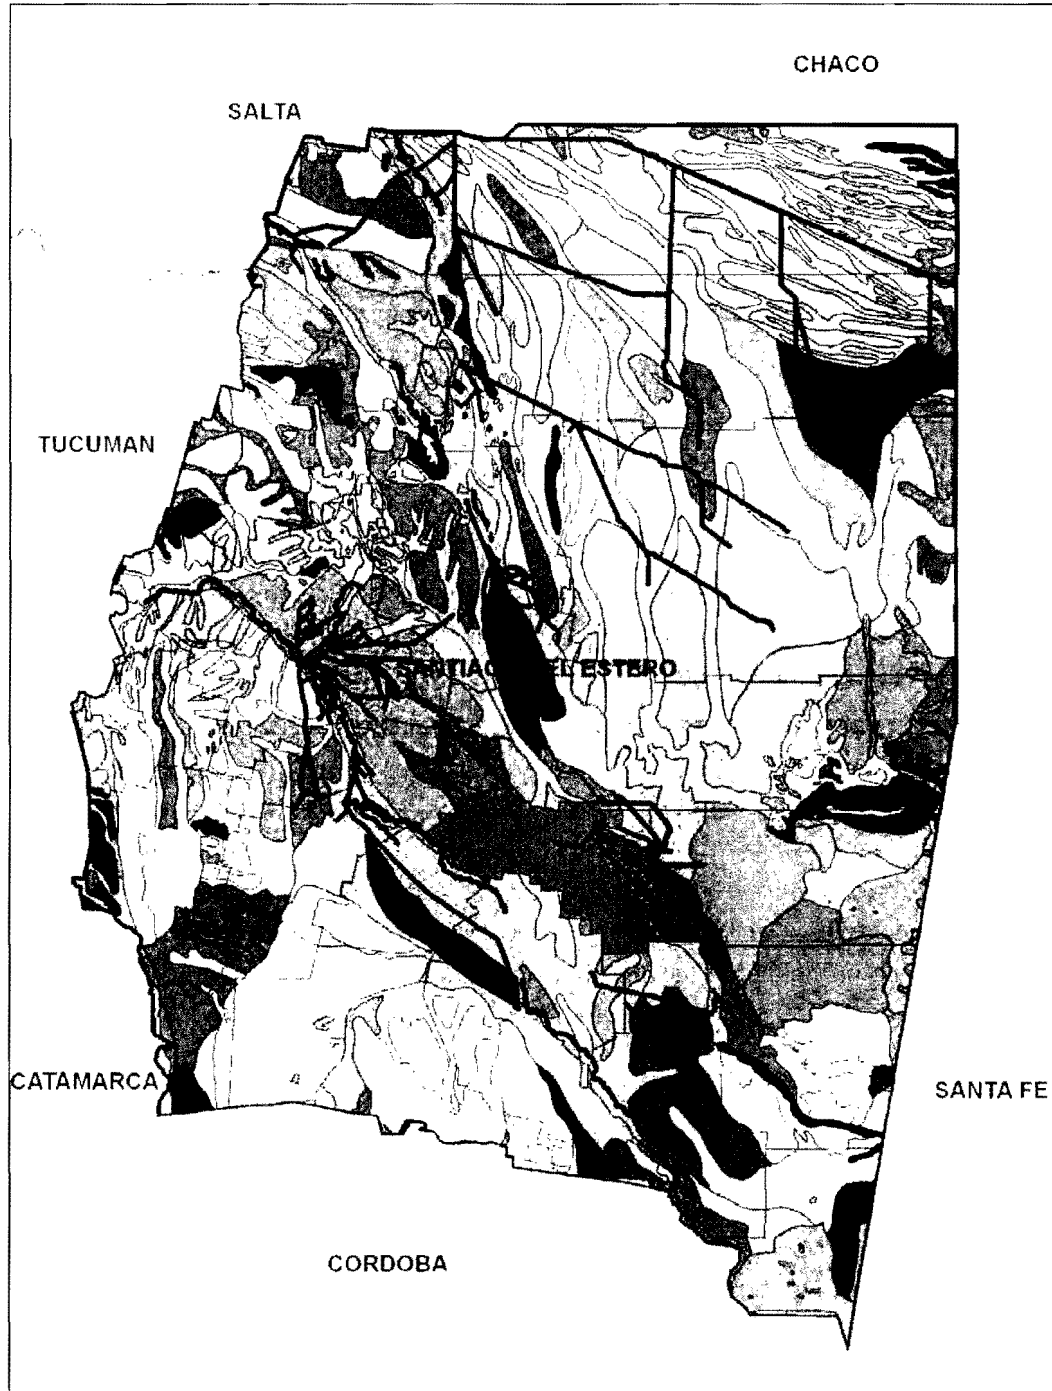 CHACO
SALTA
TUCUMAN
SANTIAGO DEL ESTERO
CATAMARCA
SANTA FE
CORDOBA